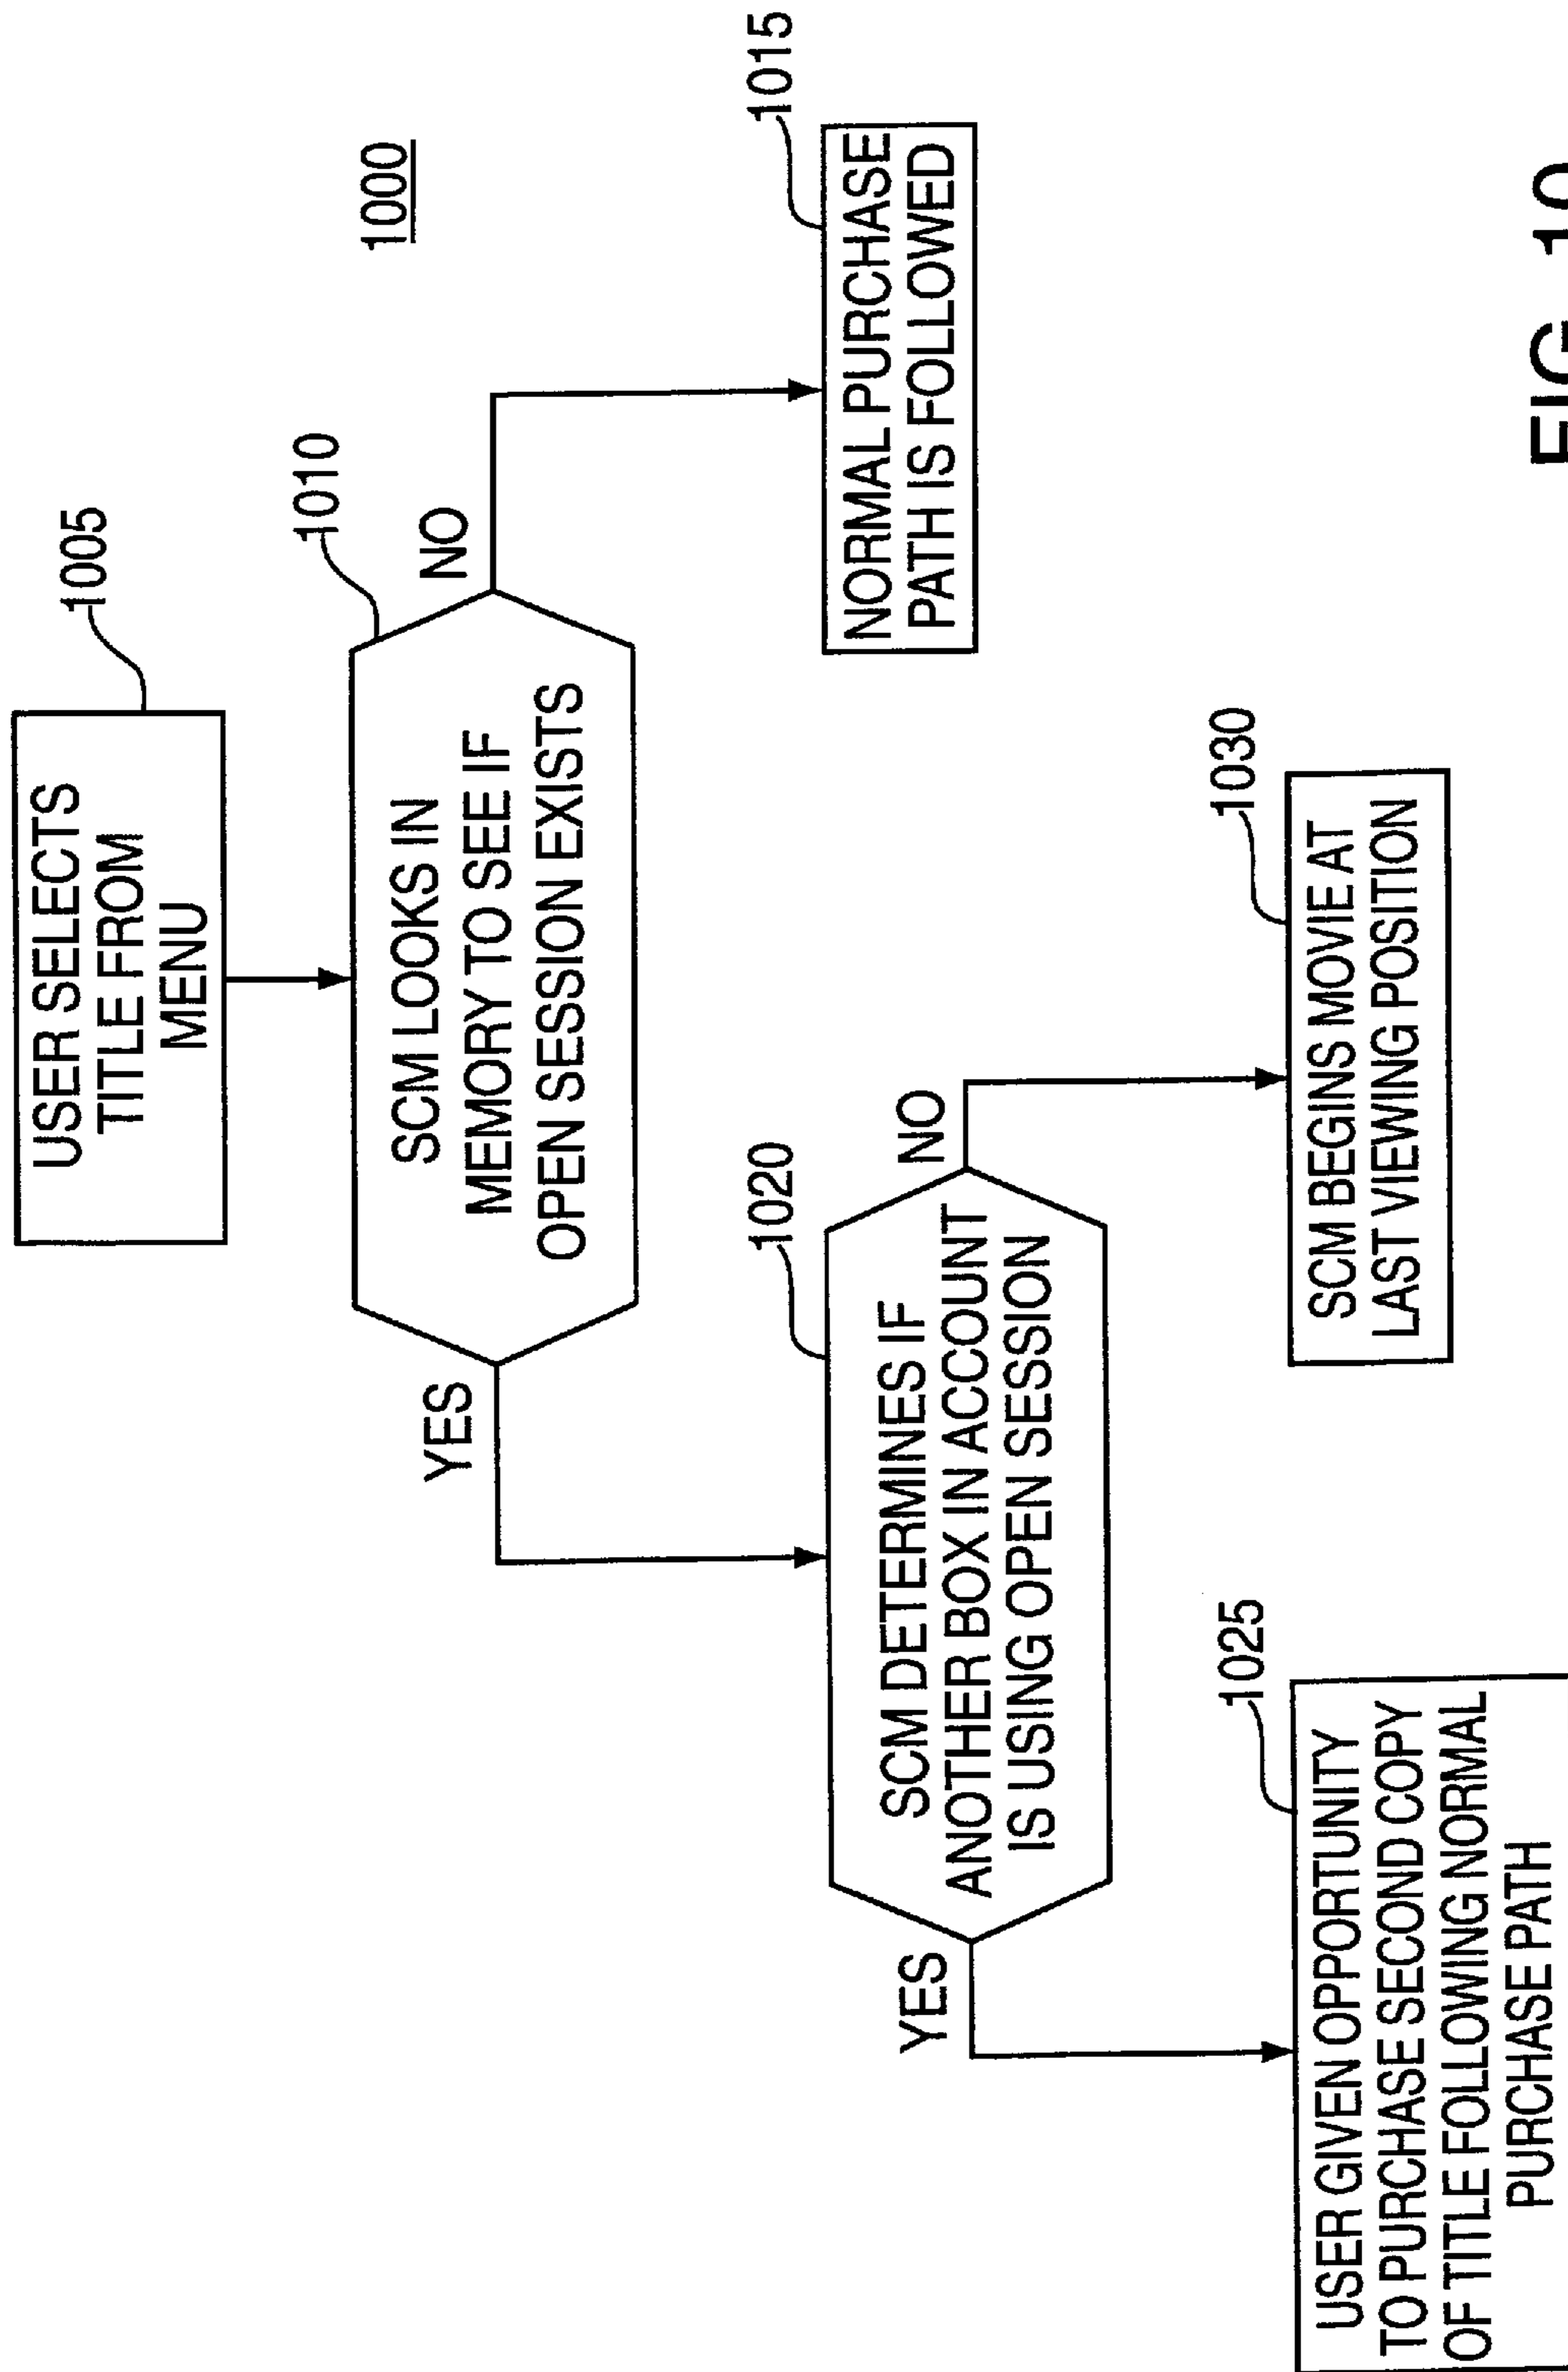 1000
1005
USER SELECTS
TITLE FROM
MENU
1010
SCM LOOKS IN
MEMORY TO SEE IF
OPEN SESSION EXISTS
YES
NO
1015
NORMAL PURCHASE
PATH IS FOLLOWED
1020
SCM DETERMINES IF
ANOTHER BOX IN ACCOUNT
IS USING OPEN SESSION
YES
NO
1025
USER GIVEN OPPORTUNITY
TO PURCHASE SECOND COPY
OF TITLE FOLLOWING NORMAL
PURCHASE PATH
1030
SCM BEGINS MOVIE AT
LAST VIEWING POSITION
FIG. 10